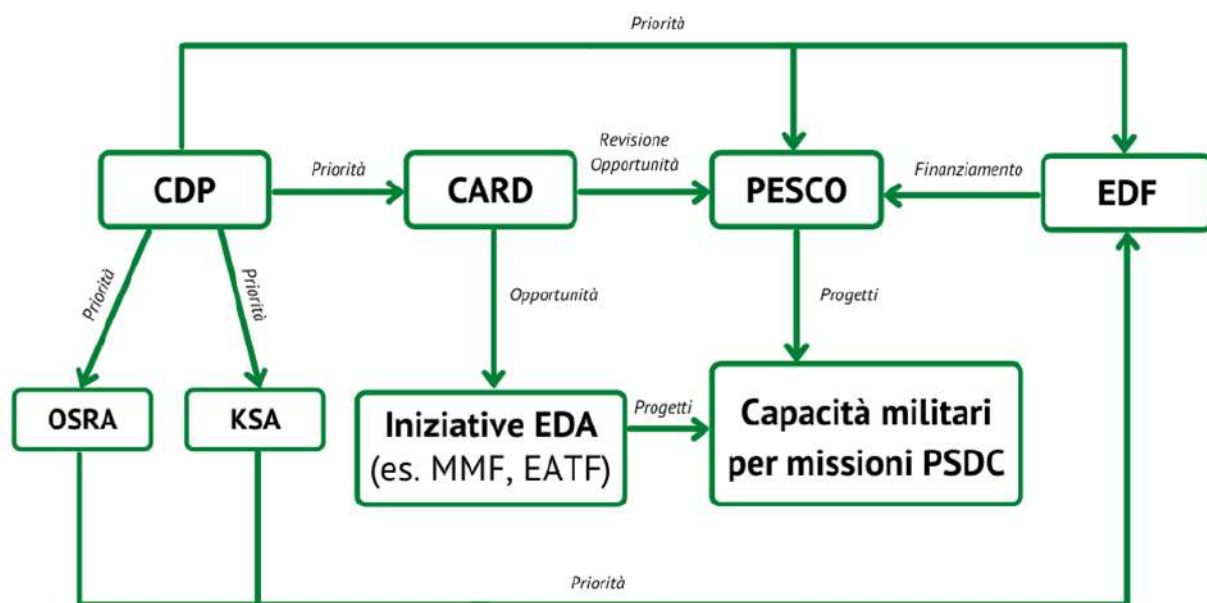 Priorità
CDP
Priorità
CARD
Revisione
Opportunità
PESCO
Finanziamento
EDF
Priorità
Priorità
Opportunità
Progetti
OSRA
KSA
Iniziative EDA
(es. MMF, EATF)
Progetti
Capacità militari
per missioni PSDC
Priorità